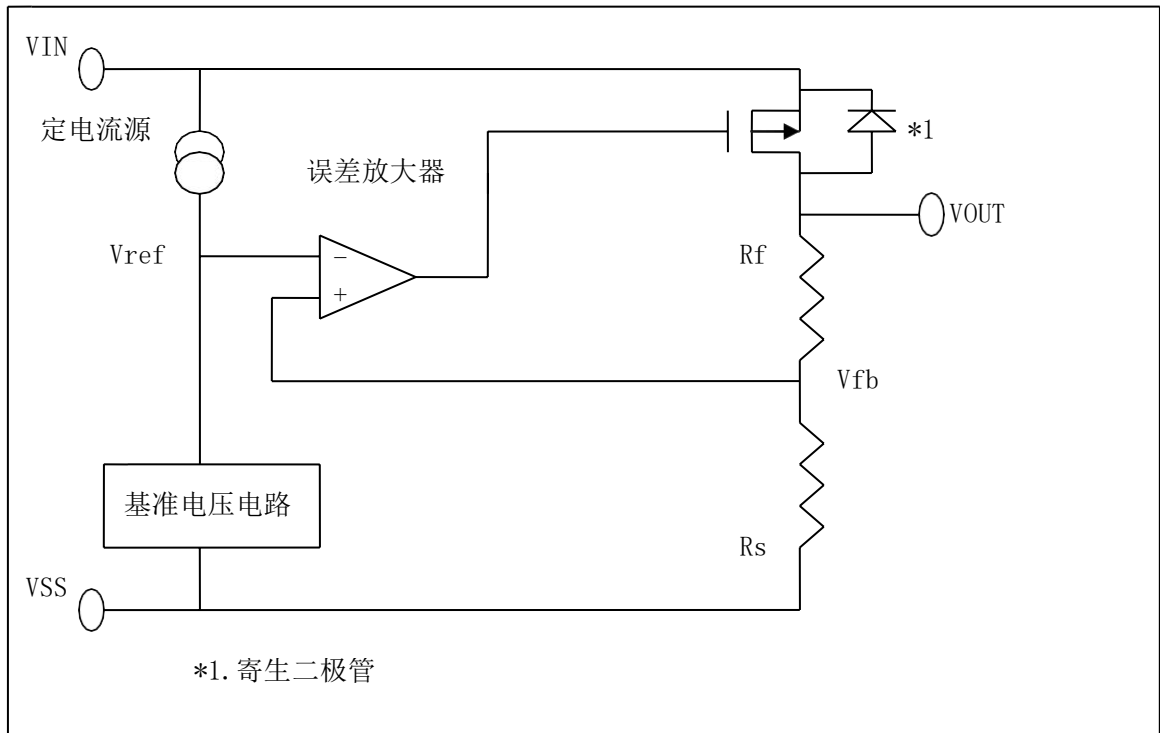 VIN
定电流源
*1
误差放大器
VOUT
Vref
Rf
−
+
Vfb
基准电压电路
Rs
VSS
*1.寄生二极管